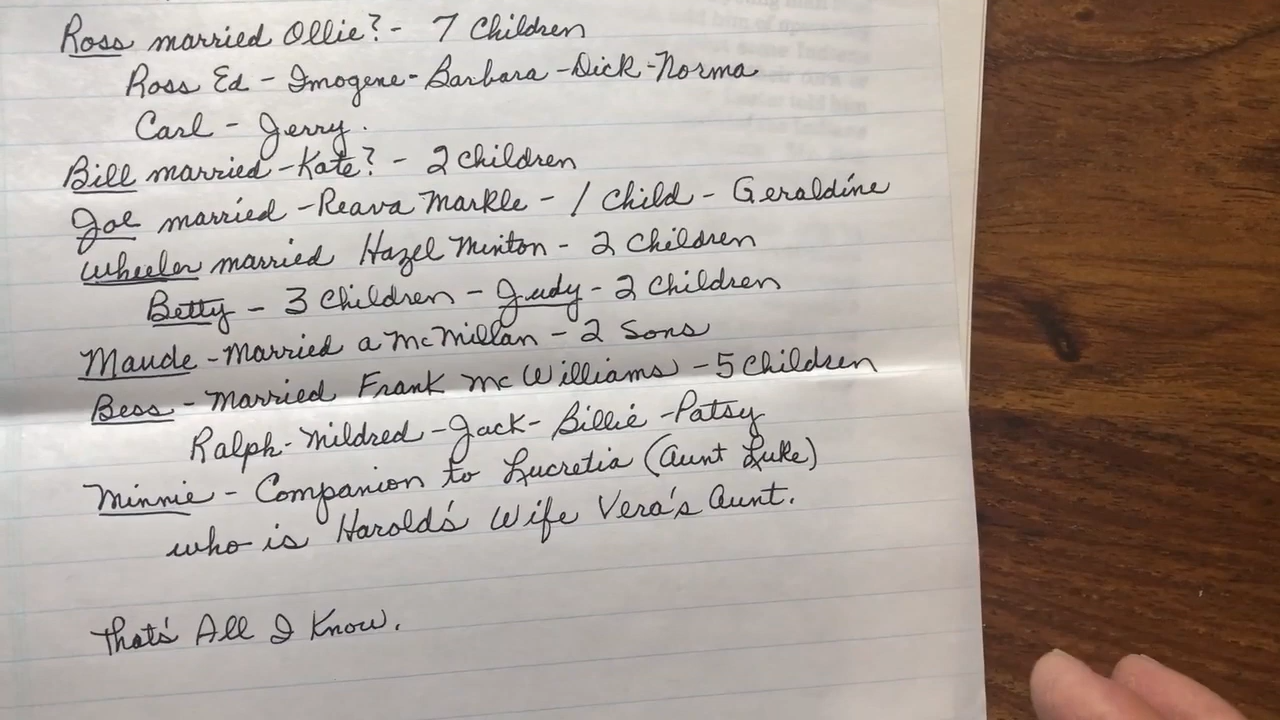 Ross married Ollie? - 7 Children
Ross Ed - Imogene - Barbara - Dick - Norma
Carl - Jerry.
Bill married - Kate? - 2 Children
Joe married - Reava Markle - 1 Child - Geraldine
Wheeler married Hazel Minton - 2 Children
Betty - 3 Children - Judy - 2 Children
Maude - Married a McMillan - 2 Sons
Bess - Married Frank McWilliams - 5 Children
Ralph - Mildred - Jack - Billie - Patsy
Minnie - Companion to Lucretia (Aunt Luke)
who is Harold's Wife Vera's Aunt.
That's All I Know.